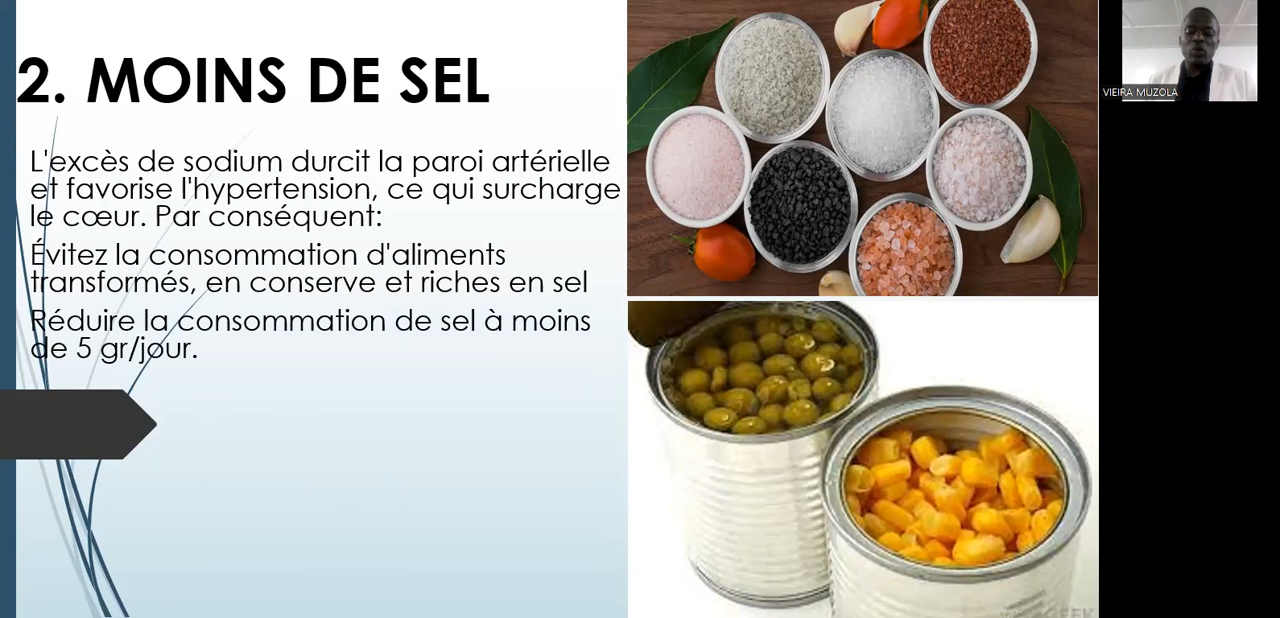 2. MOINS DE SEL
L'excès de sodium durcit la paroi artérielle
et favorise l'hypertension, ce qui surcharge
le cœur. Par conséquent:
Évitez la consommation d'aliments
transformés, en conserve et riches en sel
Réduire la consommation de sel à moins
de 5 gr/jour.
VIEIRA MUZOLA